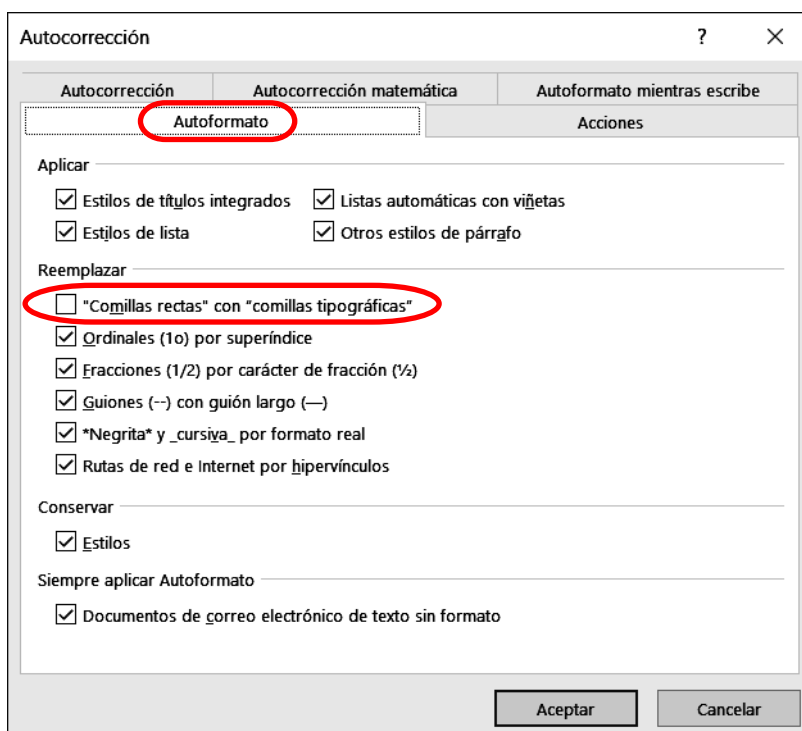 Autocorrección ?
Autocorrección Autocorrección matemática Autoformato mientras escribe
Autoformato Acciones
Aplicar
Estilos de títulos integrados Listas automáticas con viñetas
Estilos de lista Otros estilos de párrafo
Reemplazar
"Comillas rectas" con “comillas tipográficas”
Ordinales (1o) por superíndice
Fracciones (1/2) por carácter de fracción (½)
Guiones (--) con guión largo (—)
*Negrita* y _cursiva_ por formato real
Rutas de red e Internet por hipervínculos
Conservar
Estilos
Siempre aplicar Autoformato
Documentos de correo electrónico de texto sin formato
Aceptar Cancelar